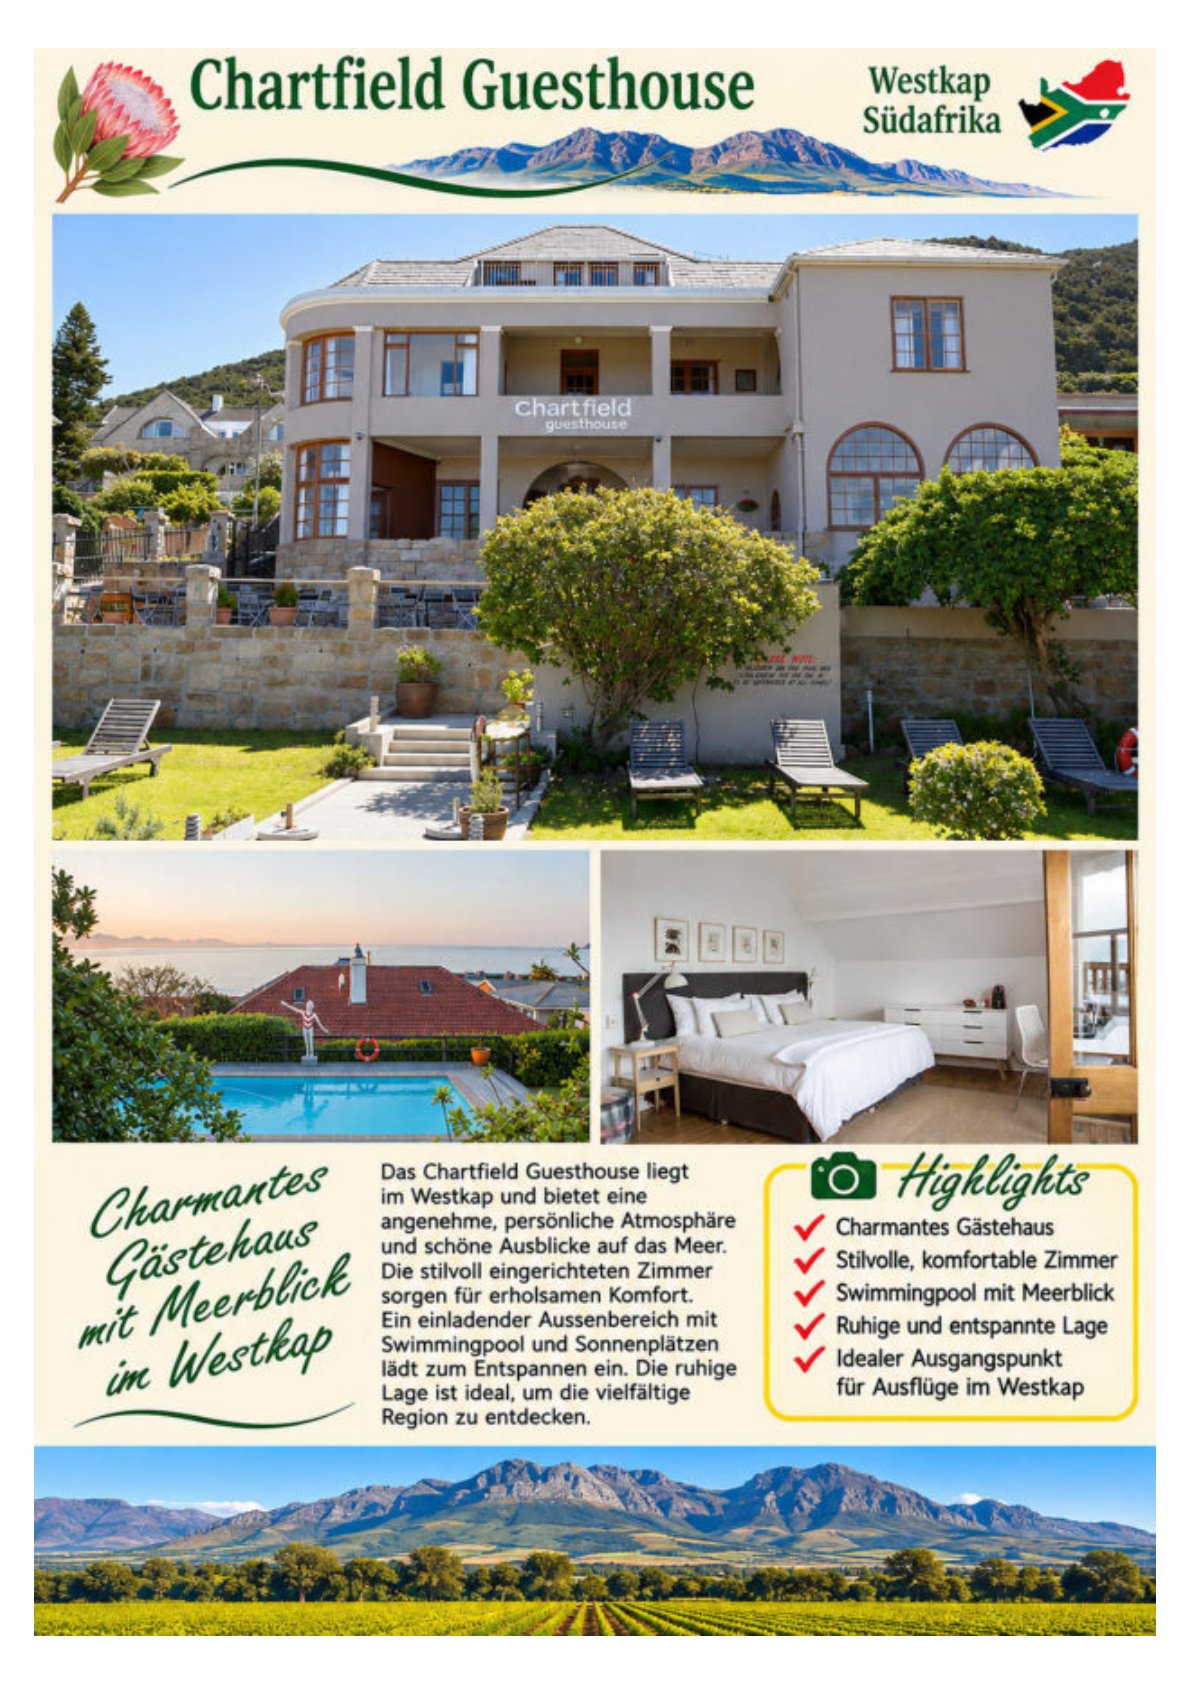 Chartfield Guesthouse
Westkap
Südafrika
Chartfield
guesthouse
NOTE:
Charmantes
Gästehaus
mit Meerblick
im Westkap
Das Chartfield Guesthouse liegt
im Westkap und bietet eine
angenehme, persönliche Atmosphäre
und schöne Ausblicke auf das Meer.
Die stilvoll eingerichteten Zimmer
sorgen für erholsamen Komfort.
Ein einladender Aussenbereich mit
Swimmingpool und Sonnenplätzen
lädt zum Entspannen ein. Die ruhige
Lage ist ideal, um die vielfältige
Region zu entdecken.
Highlights
Charmantes Gästehaus
Stilvolle, komfortable Zimmer
Swimmingpool mit Meerblick
Ruhige und entspannte Lage
Idealer Ausgangspunkt
für Ausflüge im Westkap